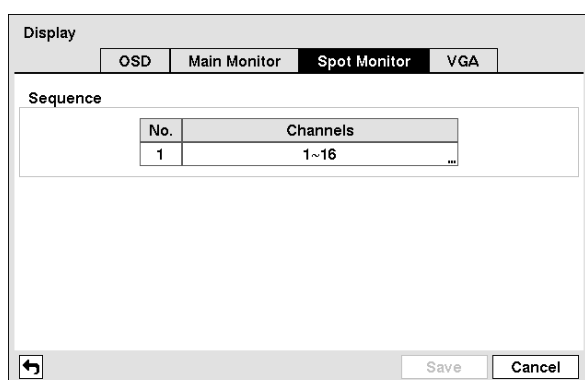 Display
OSD Main Monitor Spot Monitor VGA
Sequence
No. Channels
1 1~16 ...
Save Cancel